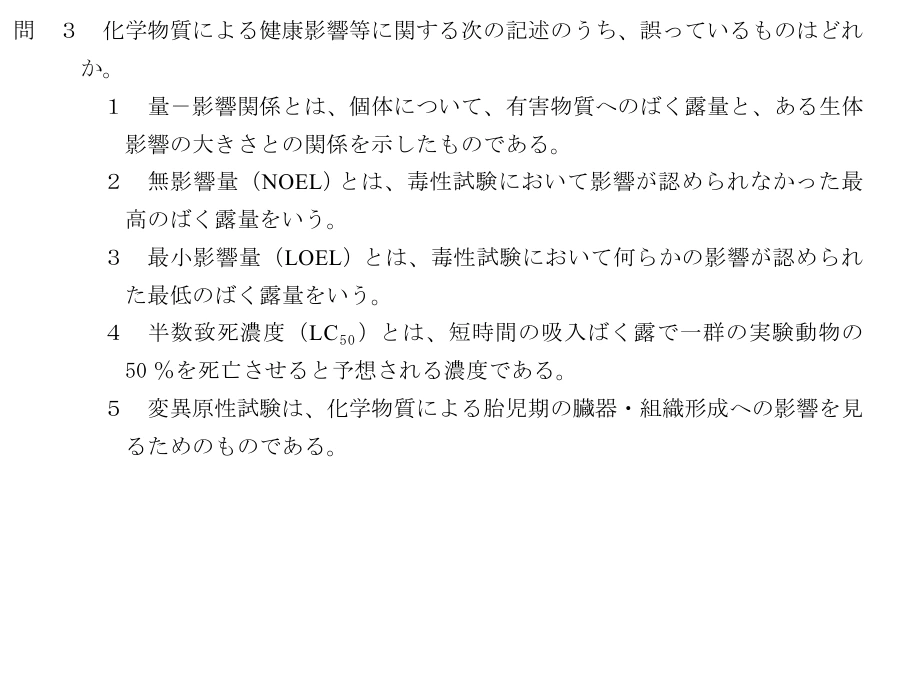 問 3 化学物質による健康影響等に関する次の記述のうち、誤っているものはどれ
か。
1 量－影響関係とは、個体について、有害物質へのばく露量と、ある生体
影響の大きさとの関係を示したものである。
2 無影響量（NOEL）とは、毒性試験において影響が認められなかった最
高のばく露量をいう。
3 最小影響量（LOEL）とは、毒性試験において何らかの影響が認められ
た最低のばく露量をいう。
4 半数致死濃度（LC₅₀）とは、短時間の吸入ばく露で一群の実験動物の
50 ％を死亡させると予想される濃度である。
5 変異原性試験は、化学物質による胎児期の臓器・組織形成への影響を見
るためのものである。